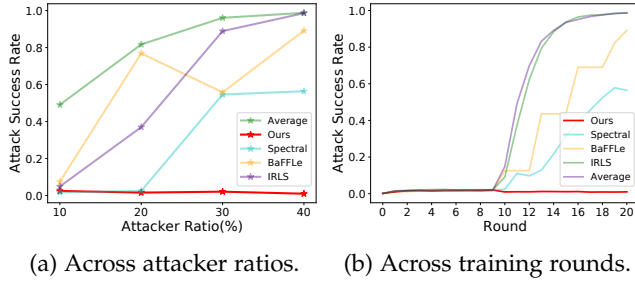 Attack Success Rate
1.0
0.8
0.6
0.4
0.2
0.0
10
20
30
40
Attacker Ratio(%)
Average
Ours
Spectral
BaFFLe
IRLS
(a) Across attacker ratios.
Attack Success Rate
1.0
0.8
0.6
0.4
0.2
0.0
0 2 4 6 8 10 12 14 16 18 20
Round
Ours
Spectral
BaFFLe
IRLS
Average
(b) Across training rounds.